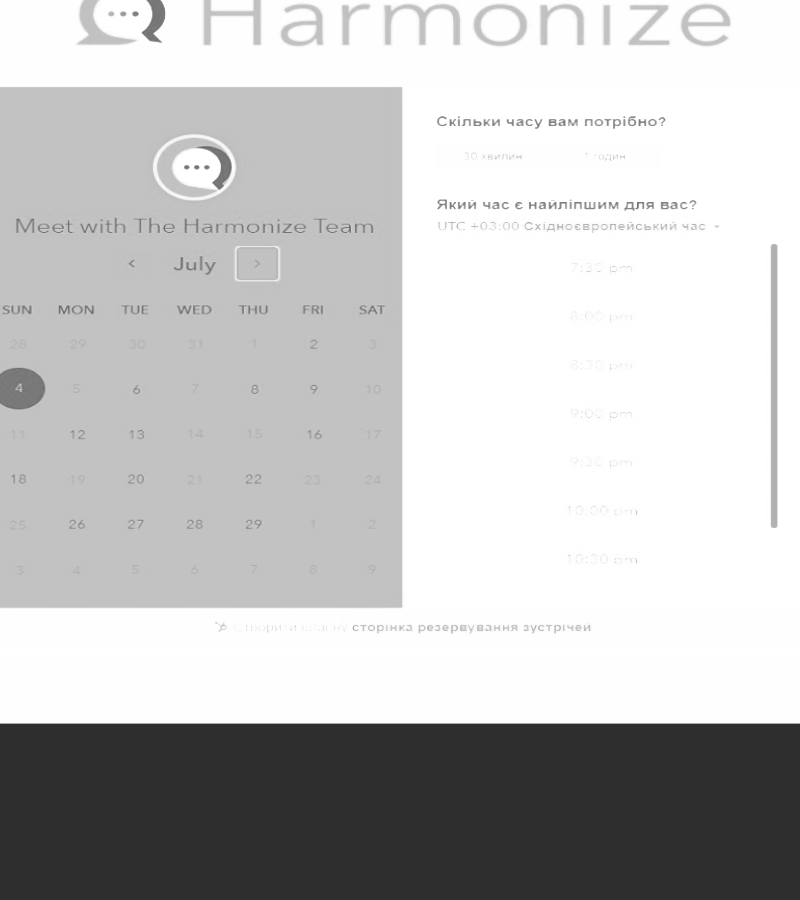 Harmonize
Meet with The Harmonize Team
< July >
SUN MON TUE WED THU FRI SAT
28 29 30 31 1 2 3
4 5 6 7 8 9 10
11 12 13 14 15 16 17
18 19 20 21 22 23 24
25 26 27 28 29 1 2
3 4 5 6 7 8 9
Скільки часу вам потрібно?
30 хвилин 1 годин
Який час є найліпшим для вас?
UTC +03:00 Східноєвропейський час
7:30 pm
8:00 pm
8:30 pm
9:00 pm
9:30 pm
10:00 pm
10:30 pm
Створити власну сторінка резервування зустрічей